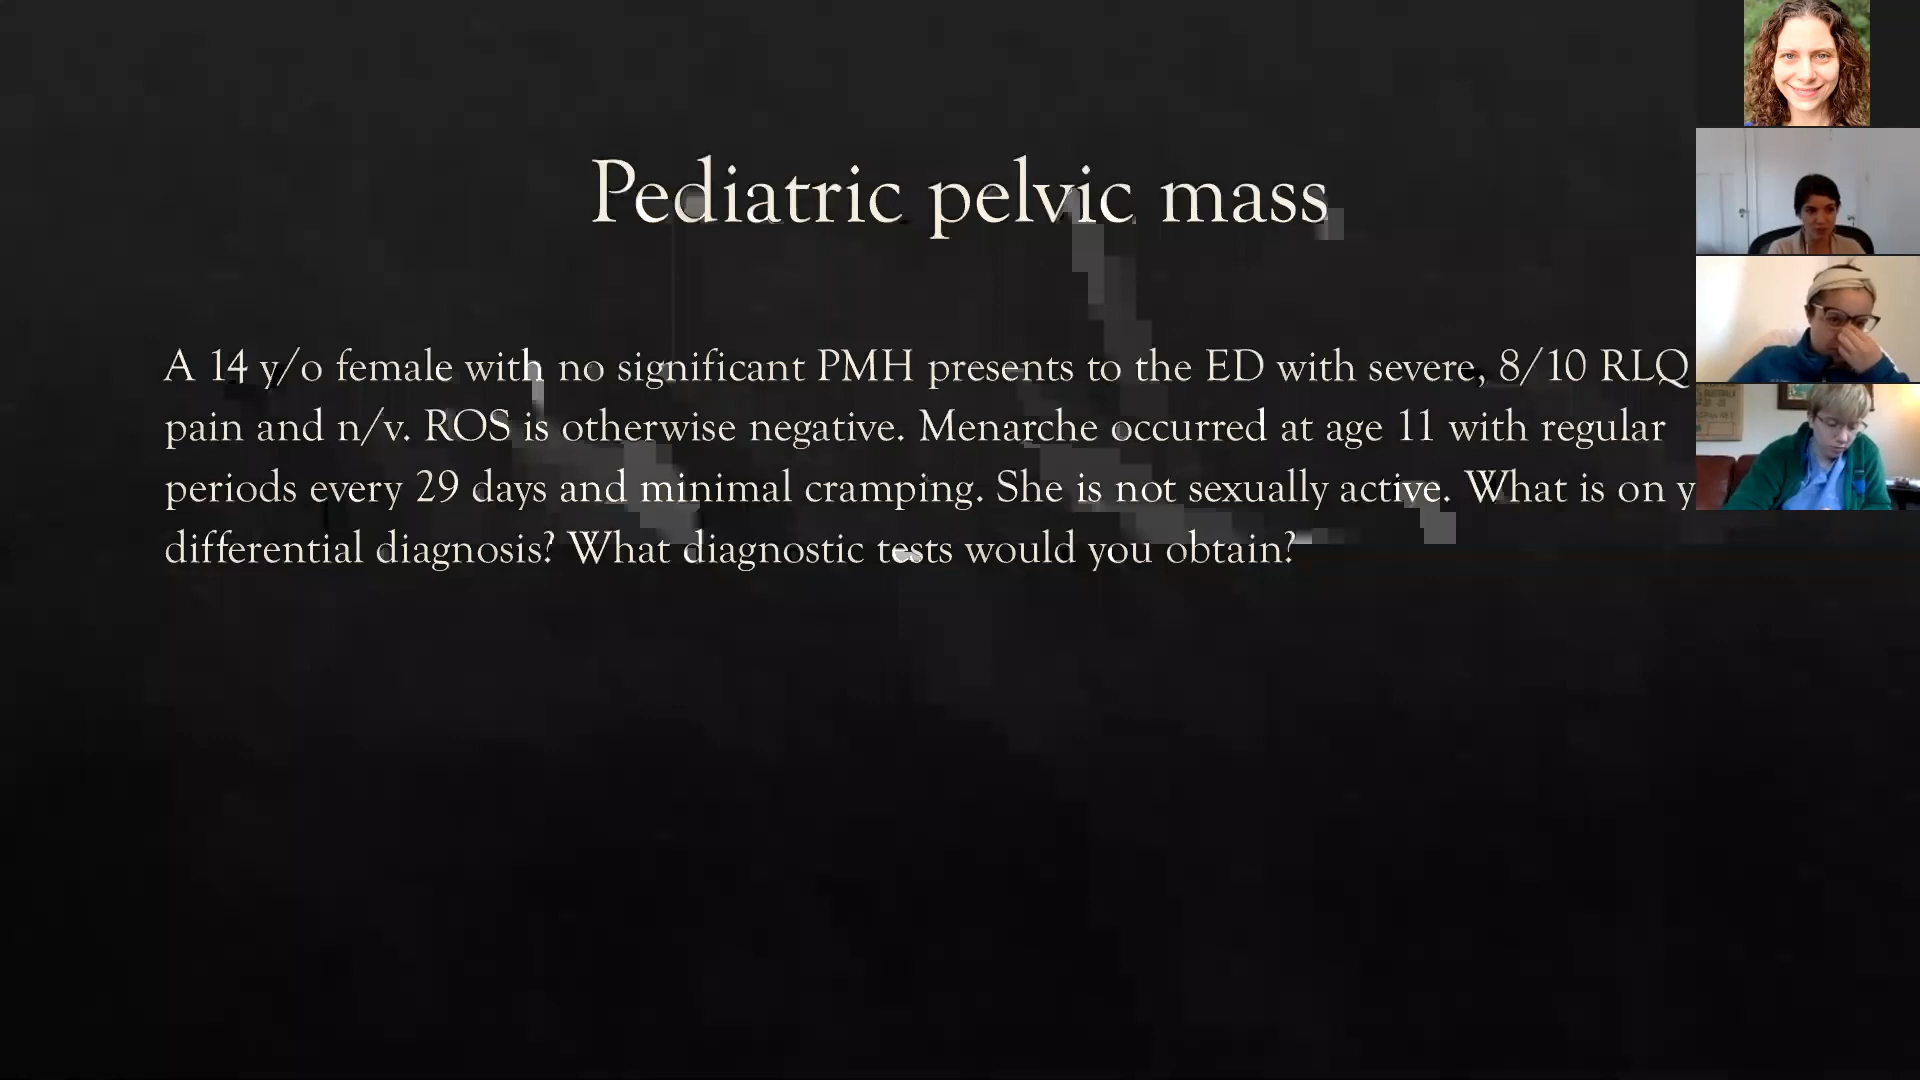 Pediatric pelvic mass
A 14 y/o female with no significant PMH presents to the ED with severe, 8/10 RLQ
pain and n/v. ROS is otherwise negative. Menarche occurred at age 11 with regular
periods every 29 days and minimal cramping. She is not sexually active. What is on y
differential diagnosis? What diagnostic tests would you obtain?